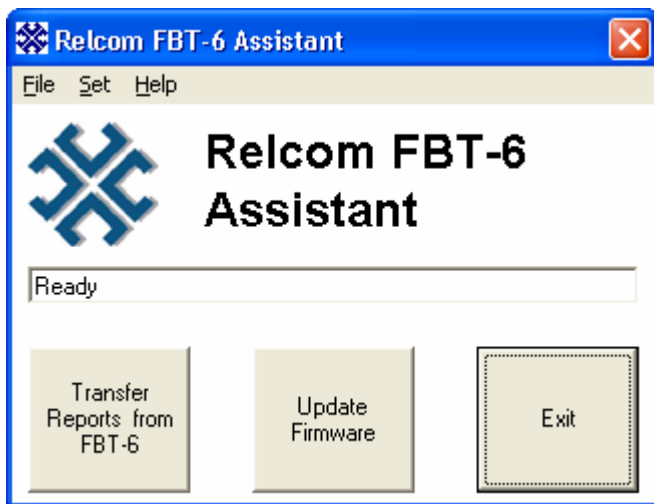 Relcom FBT-6 Assistant
File Set Help
Relcom FBT-6
Assistant
Ready
Transfer
Reports from
FBT-6
Update
Firmware
Exit